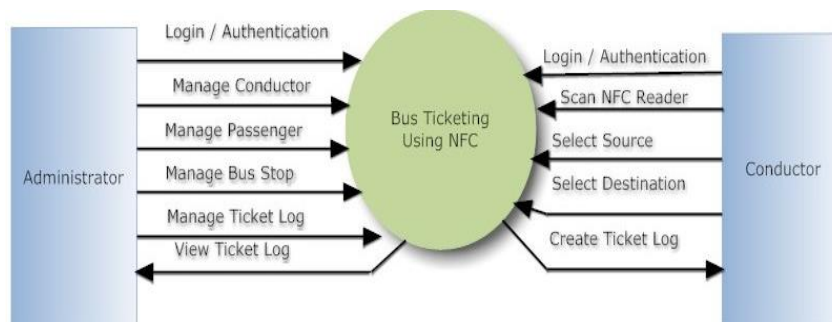 Administrator
Login / Authentication
Manage Conductor
Manage Passenger
Manage Bus Stop
Manage Ticket Log
View Ticket Log
Bus Ticketing
Using NFC
Login / Authentication
Scan NFC Reader
Select Source
Select Destination
Create Ticket Log
Conductor